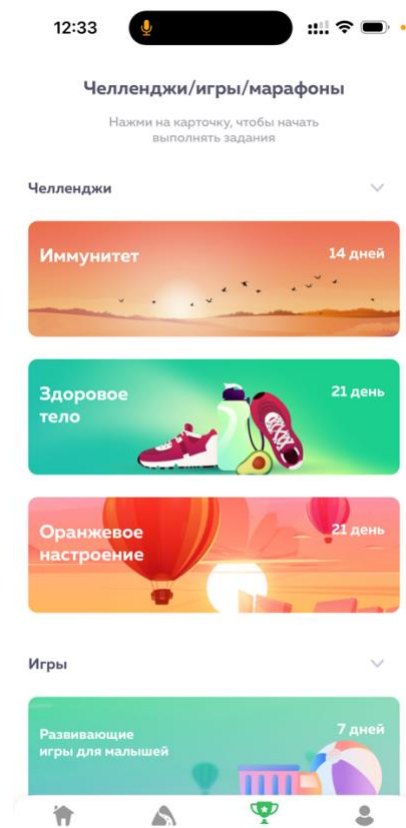 12:33
Челленджи/игры/марафоны
Нажми на карточку, чтобы начать
выполнять задания
Челленджи
Иммунитет
14 дней
Здоровое
тело
21 день
Оранжевое
настроение
21 день
Игры
Развивающие
игры для малышей
7 дней